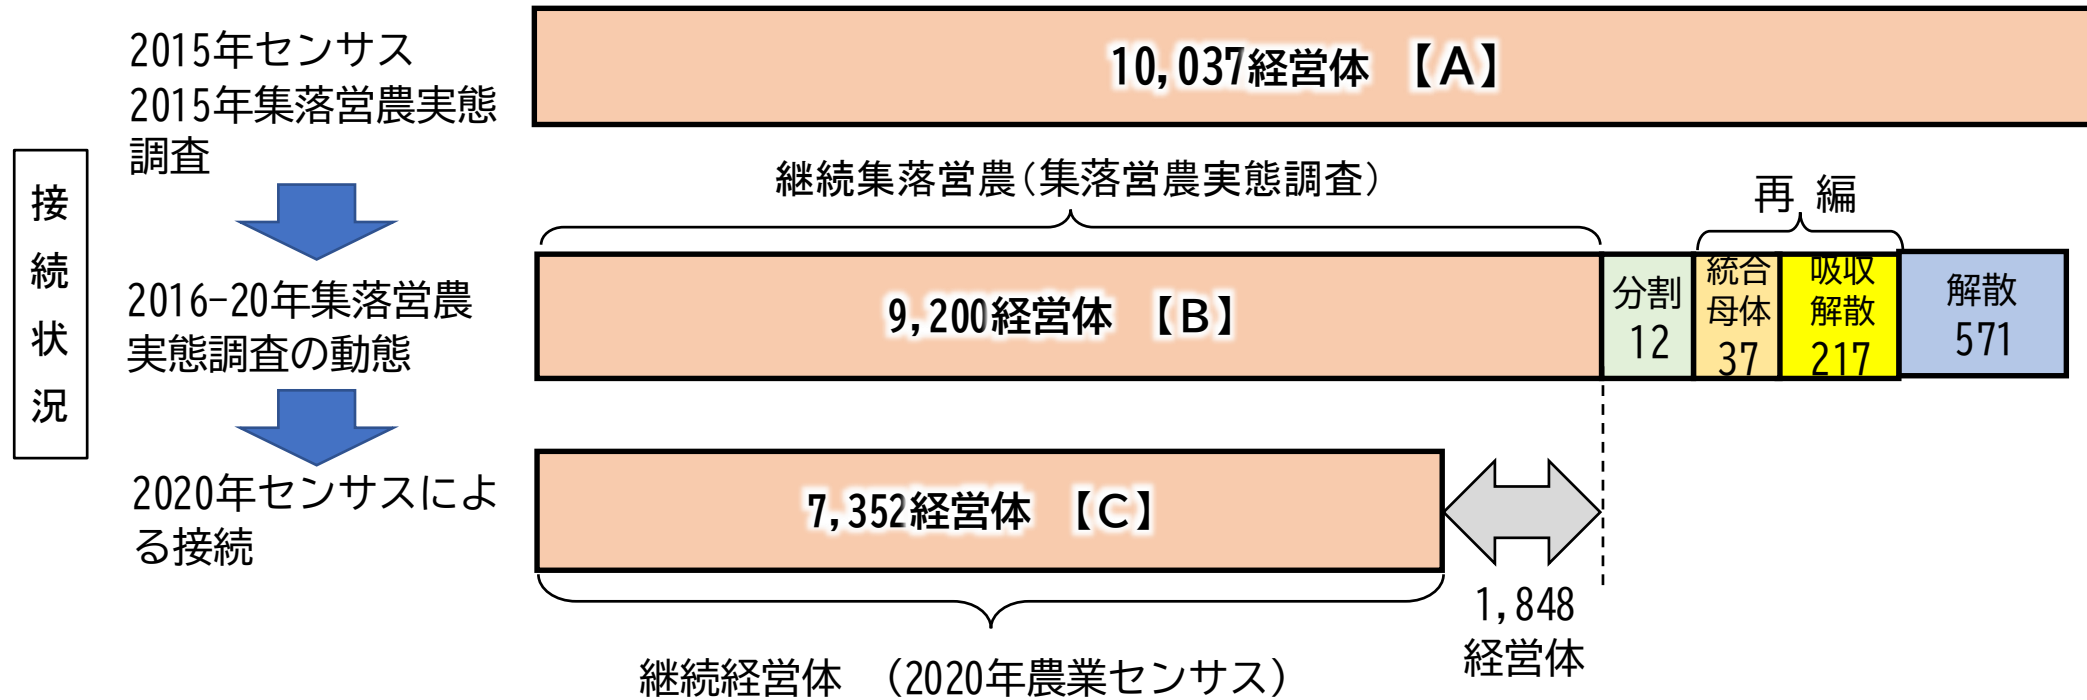 接続状況
2015年センサス
2015年集落営農実態
調査
10,037経営体 【A】
継続集落営農(集落営農実態調査)
再 編
2016-20年集落営農
実態調査の動態
9,200経営体 【B】
分割
12
統合
母体
37
吸収
解散
217
解散
571
2020年センサスによ
る接続
7,352経営体 【C】
1,848
経営体
継続経営体 (2020年農業センサス)